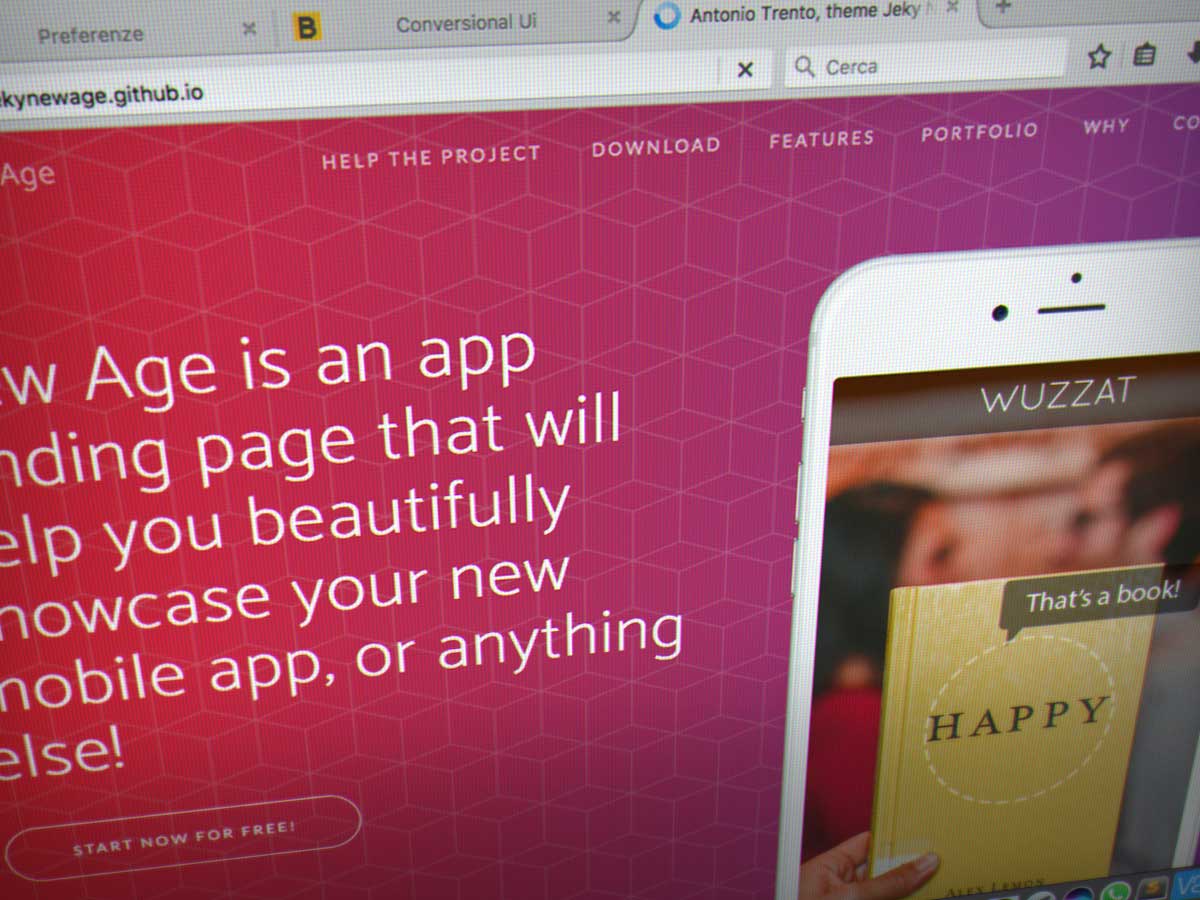 Preferenze
B
Conversional Ui
Antonio Trento, theme Jeky
kynewage.github.io
Cerca
Age
HELP THE PROJECT
DOWNLOAD
FEATURES
PORTFOLIO
WHY
CO
w Age is an app
nding page that will
elp you beautifully
howcase your new
mobile app, or anything
else!
START NOW FOR FREE!
WUZZAT
That's a book!
HAPPY
ALEX LEMON